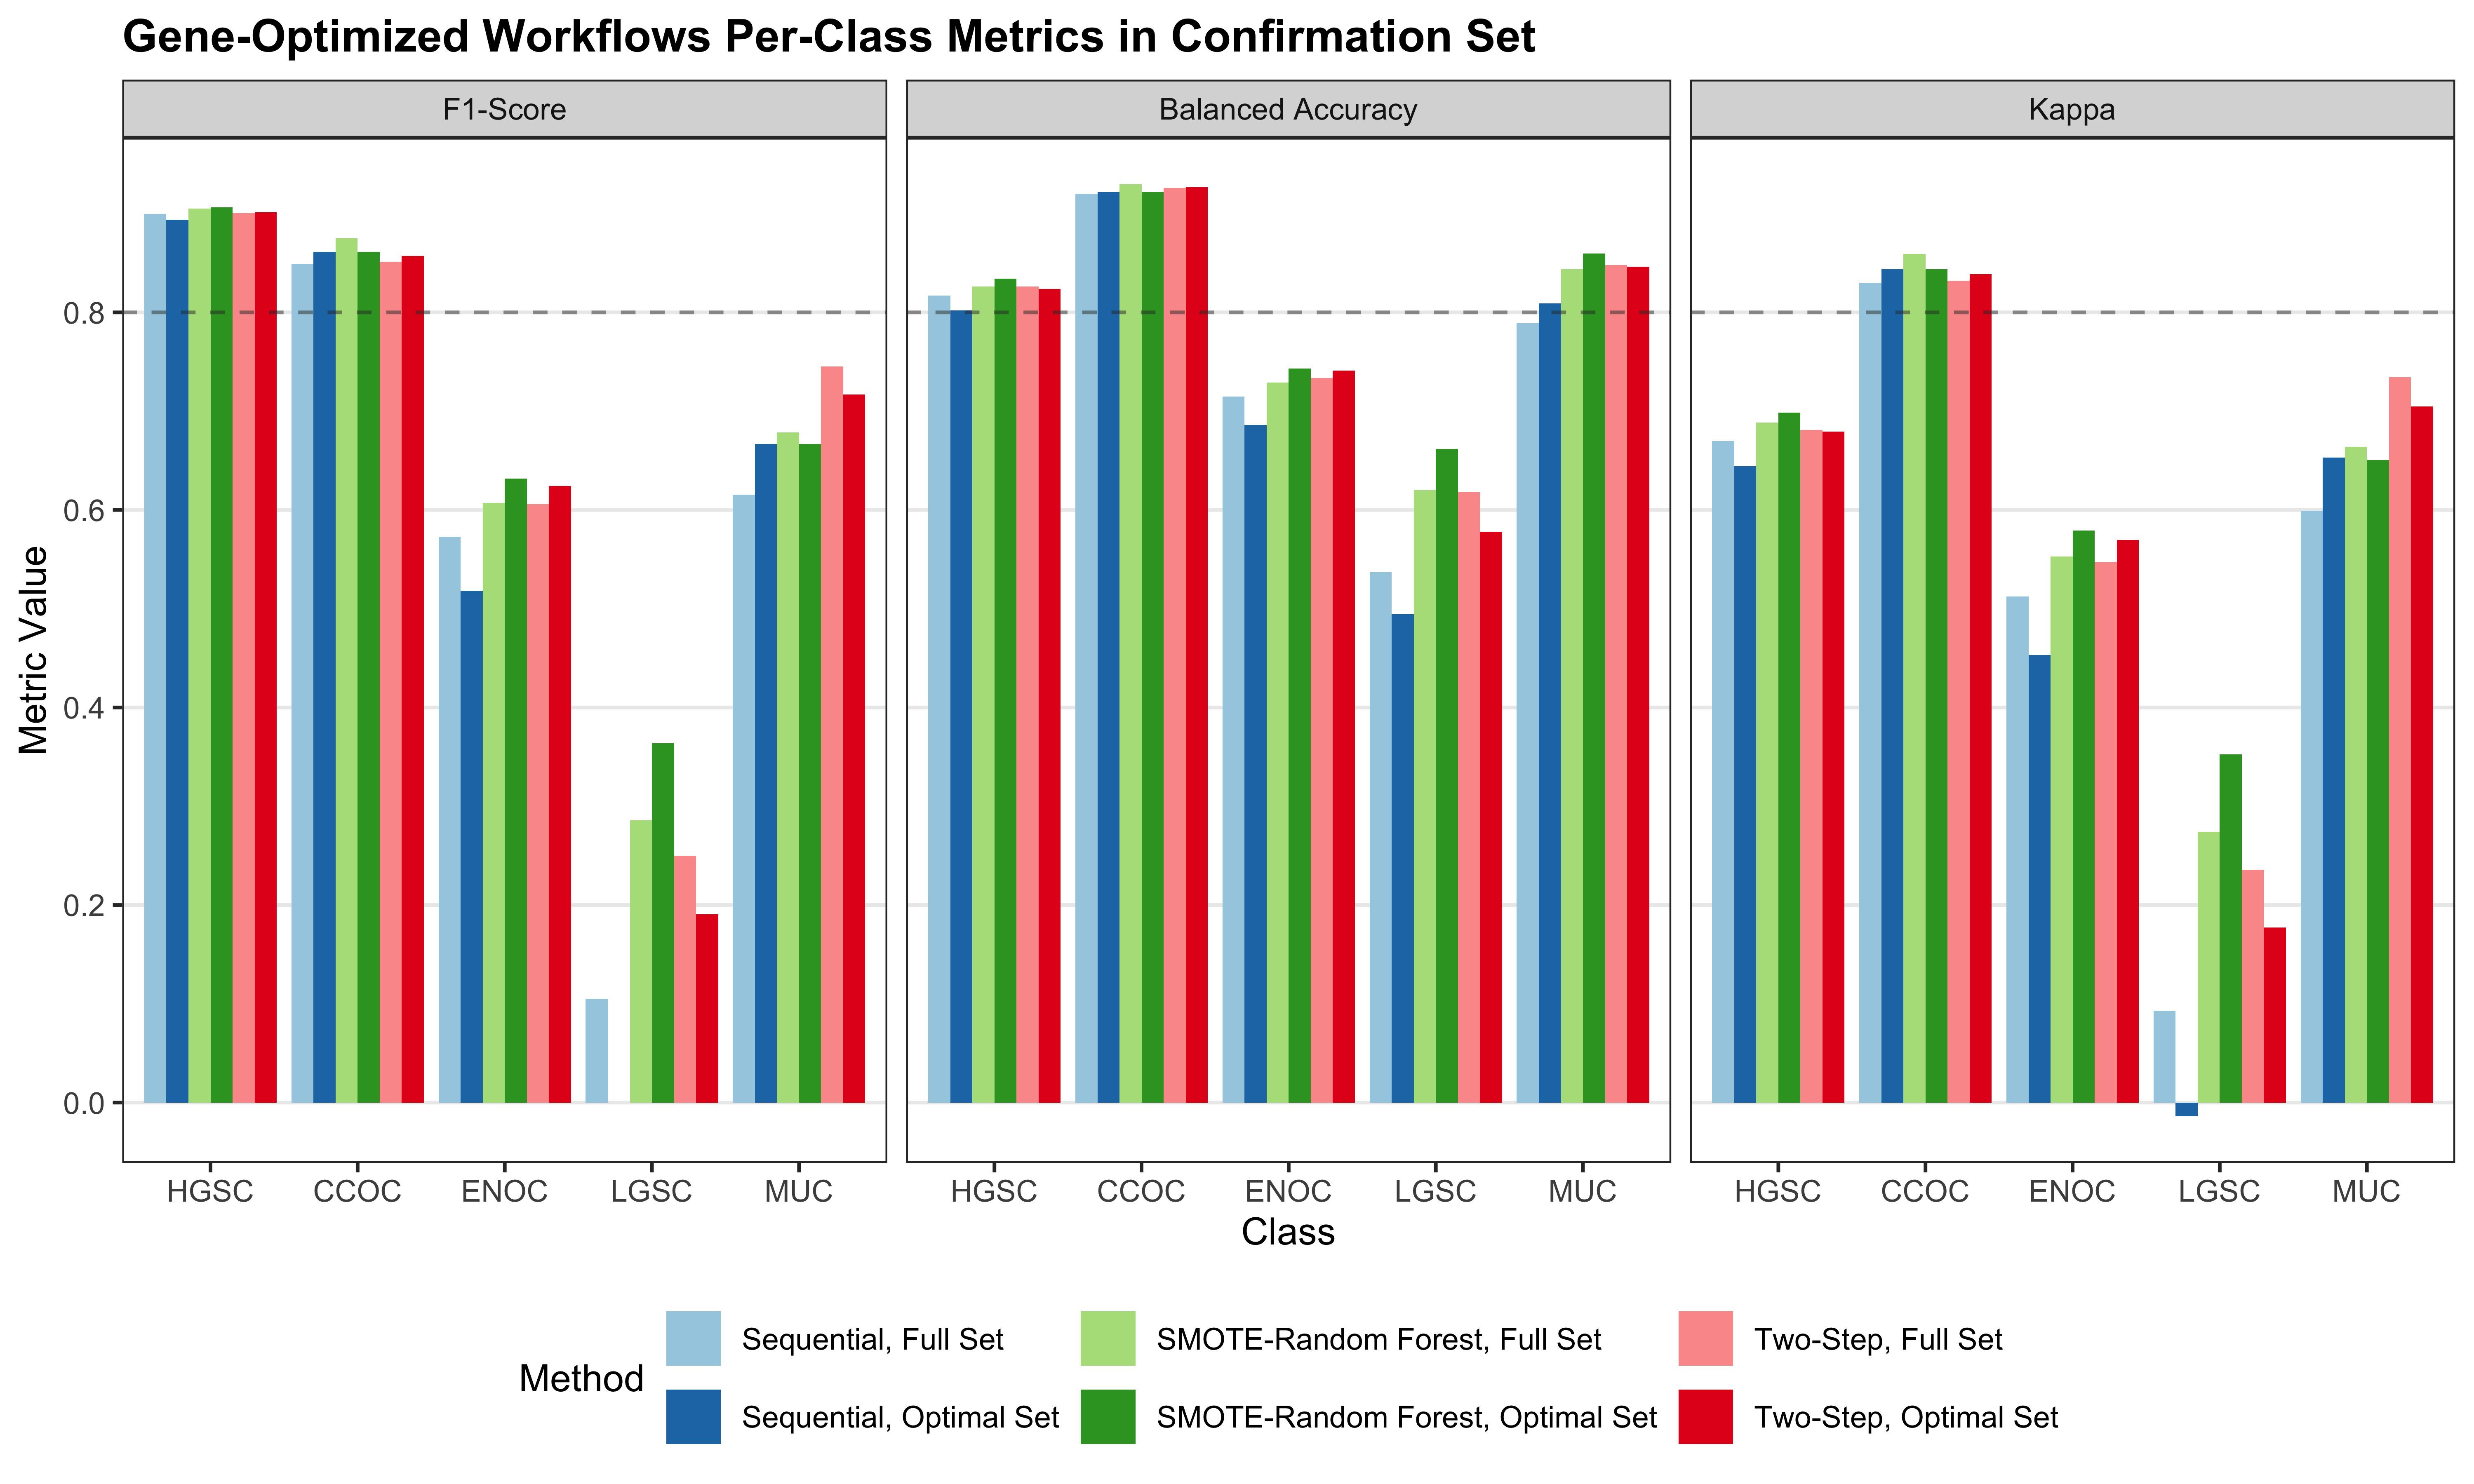 Gene-Optimized Workflows Per-Class Metrics in Confirmation Set
F1-Score
Balanced Accuracy
Kappa
Metric Value
0.8
0.6
0.4
0.2
0.0
HGSC CCOC ENOC LGSC MUC
HGSC CCOC ENOC LGSC MUC
HGSC CCOC ENOC LGSC MUC
Class
Method
Sequential, Full Set
Sequential, Optimal Set
SMOTE-Random Forest, Full Set
SMOTE-Random Forest, Optimal Set
Two-Step, Full Set
Two-Step, Optimal Set